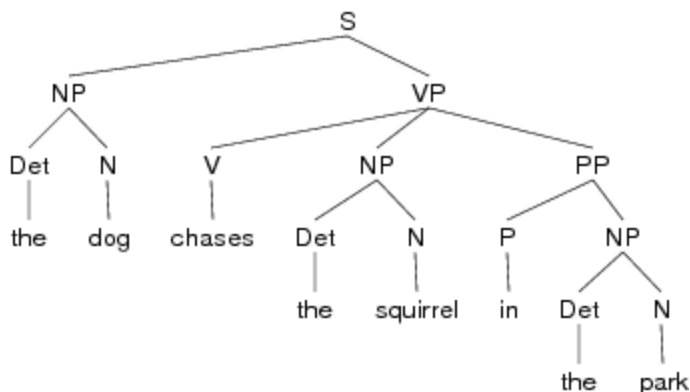 S
NP VP
Det N V NP PP
the dog chases Det N P NP
the squirrel in Det N
the park